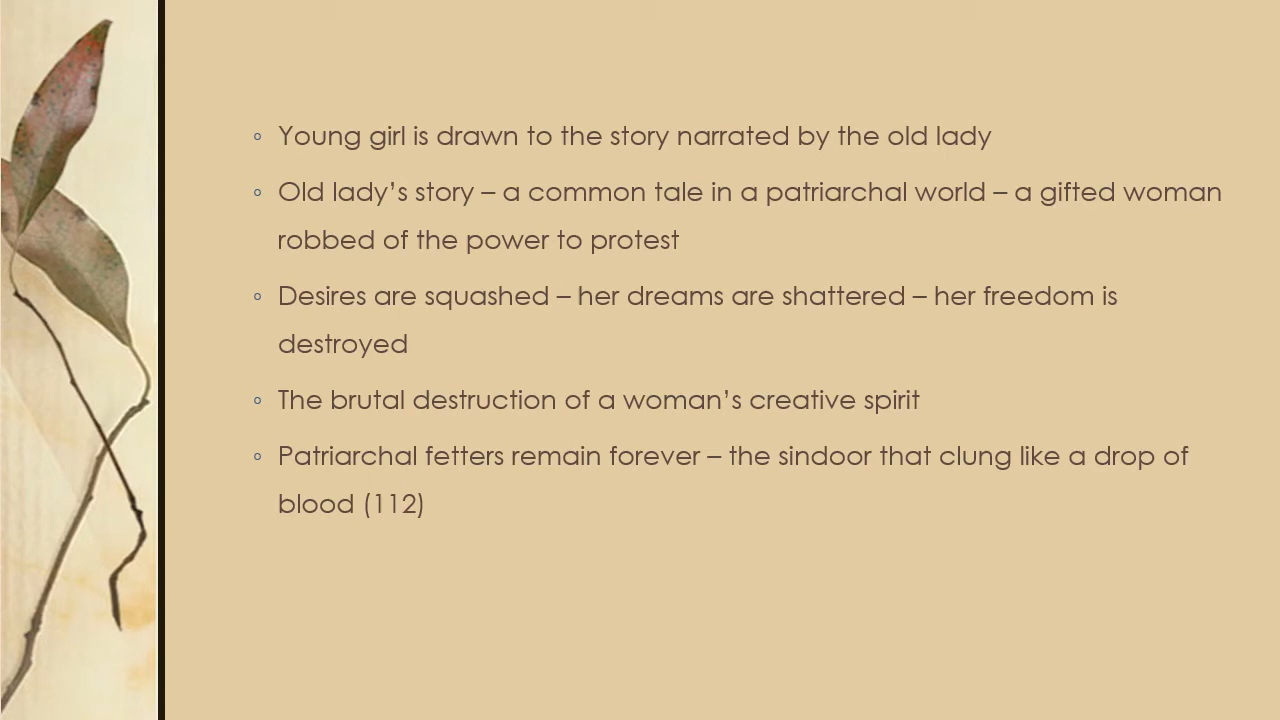 ◦ Young girl is drawn to the story narrated by the old lady
◦ Old lady’s story – a common tale in a patriarchal world – a gifted woman
robbed of the power to protest
◦ Desires are squashed – her dreams are shattered – her freedom is
destroyed
◦ The brutal destruction of a woman’s creative spirit
◦ Patriarchal fetters remain forever – the sindoor that clung like a drop of
blood (112)